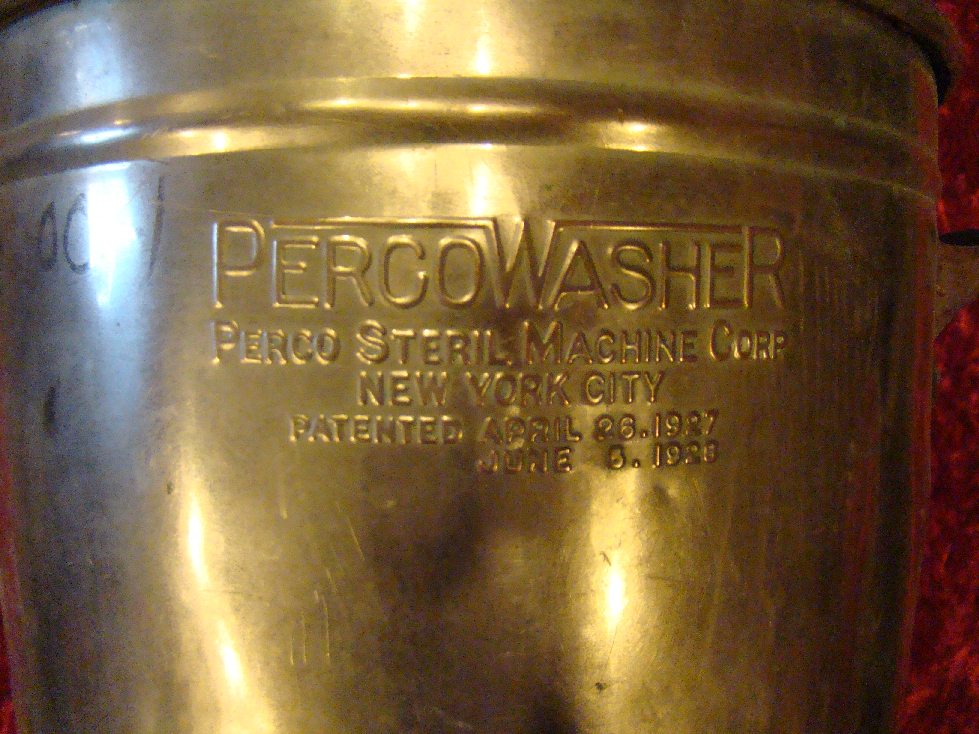 PERCOWASHER
PERCO STERIL MACHINE CORP
NEW YORK CITY
PATENTED APRIL 26.1927
JUNE 5.1928